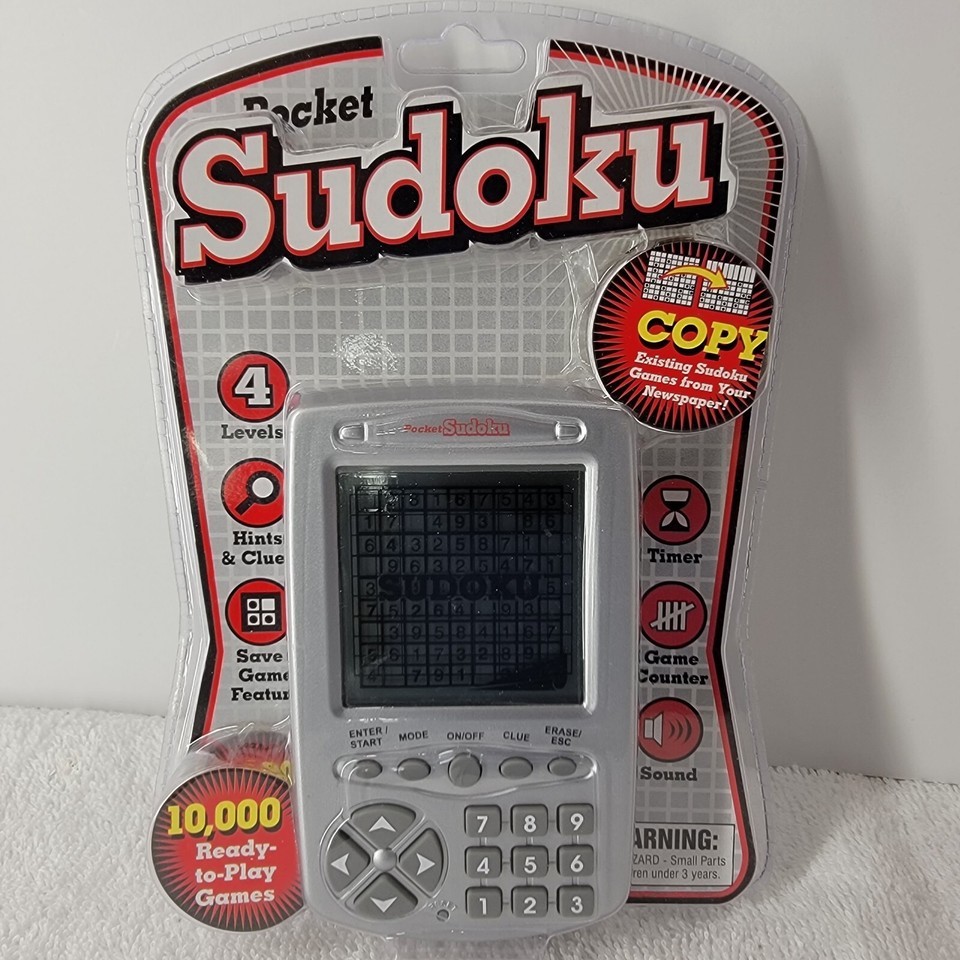 Pocket
Sudoku
COPY
Existing Sudoku
Games from Your
Newspaper!
4
Levels
Hints
& Clue
Save
Game
Featur
10,000
Ready-
to-Play
Games
Pocket Sudoku
SUDOKU
ENTER/
START
MODE
ON/OFF
CLUE
ERASE/
ESC
7 8 9
4 5 6
1 2 3
Timer
Game
Counter
Sound
ARNING:
ZARD - Small Parts
ren under 3 years.